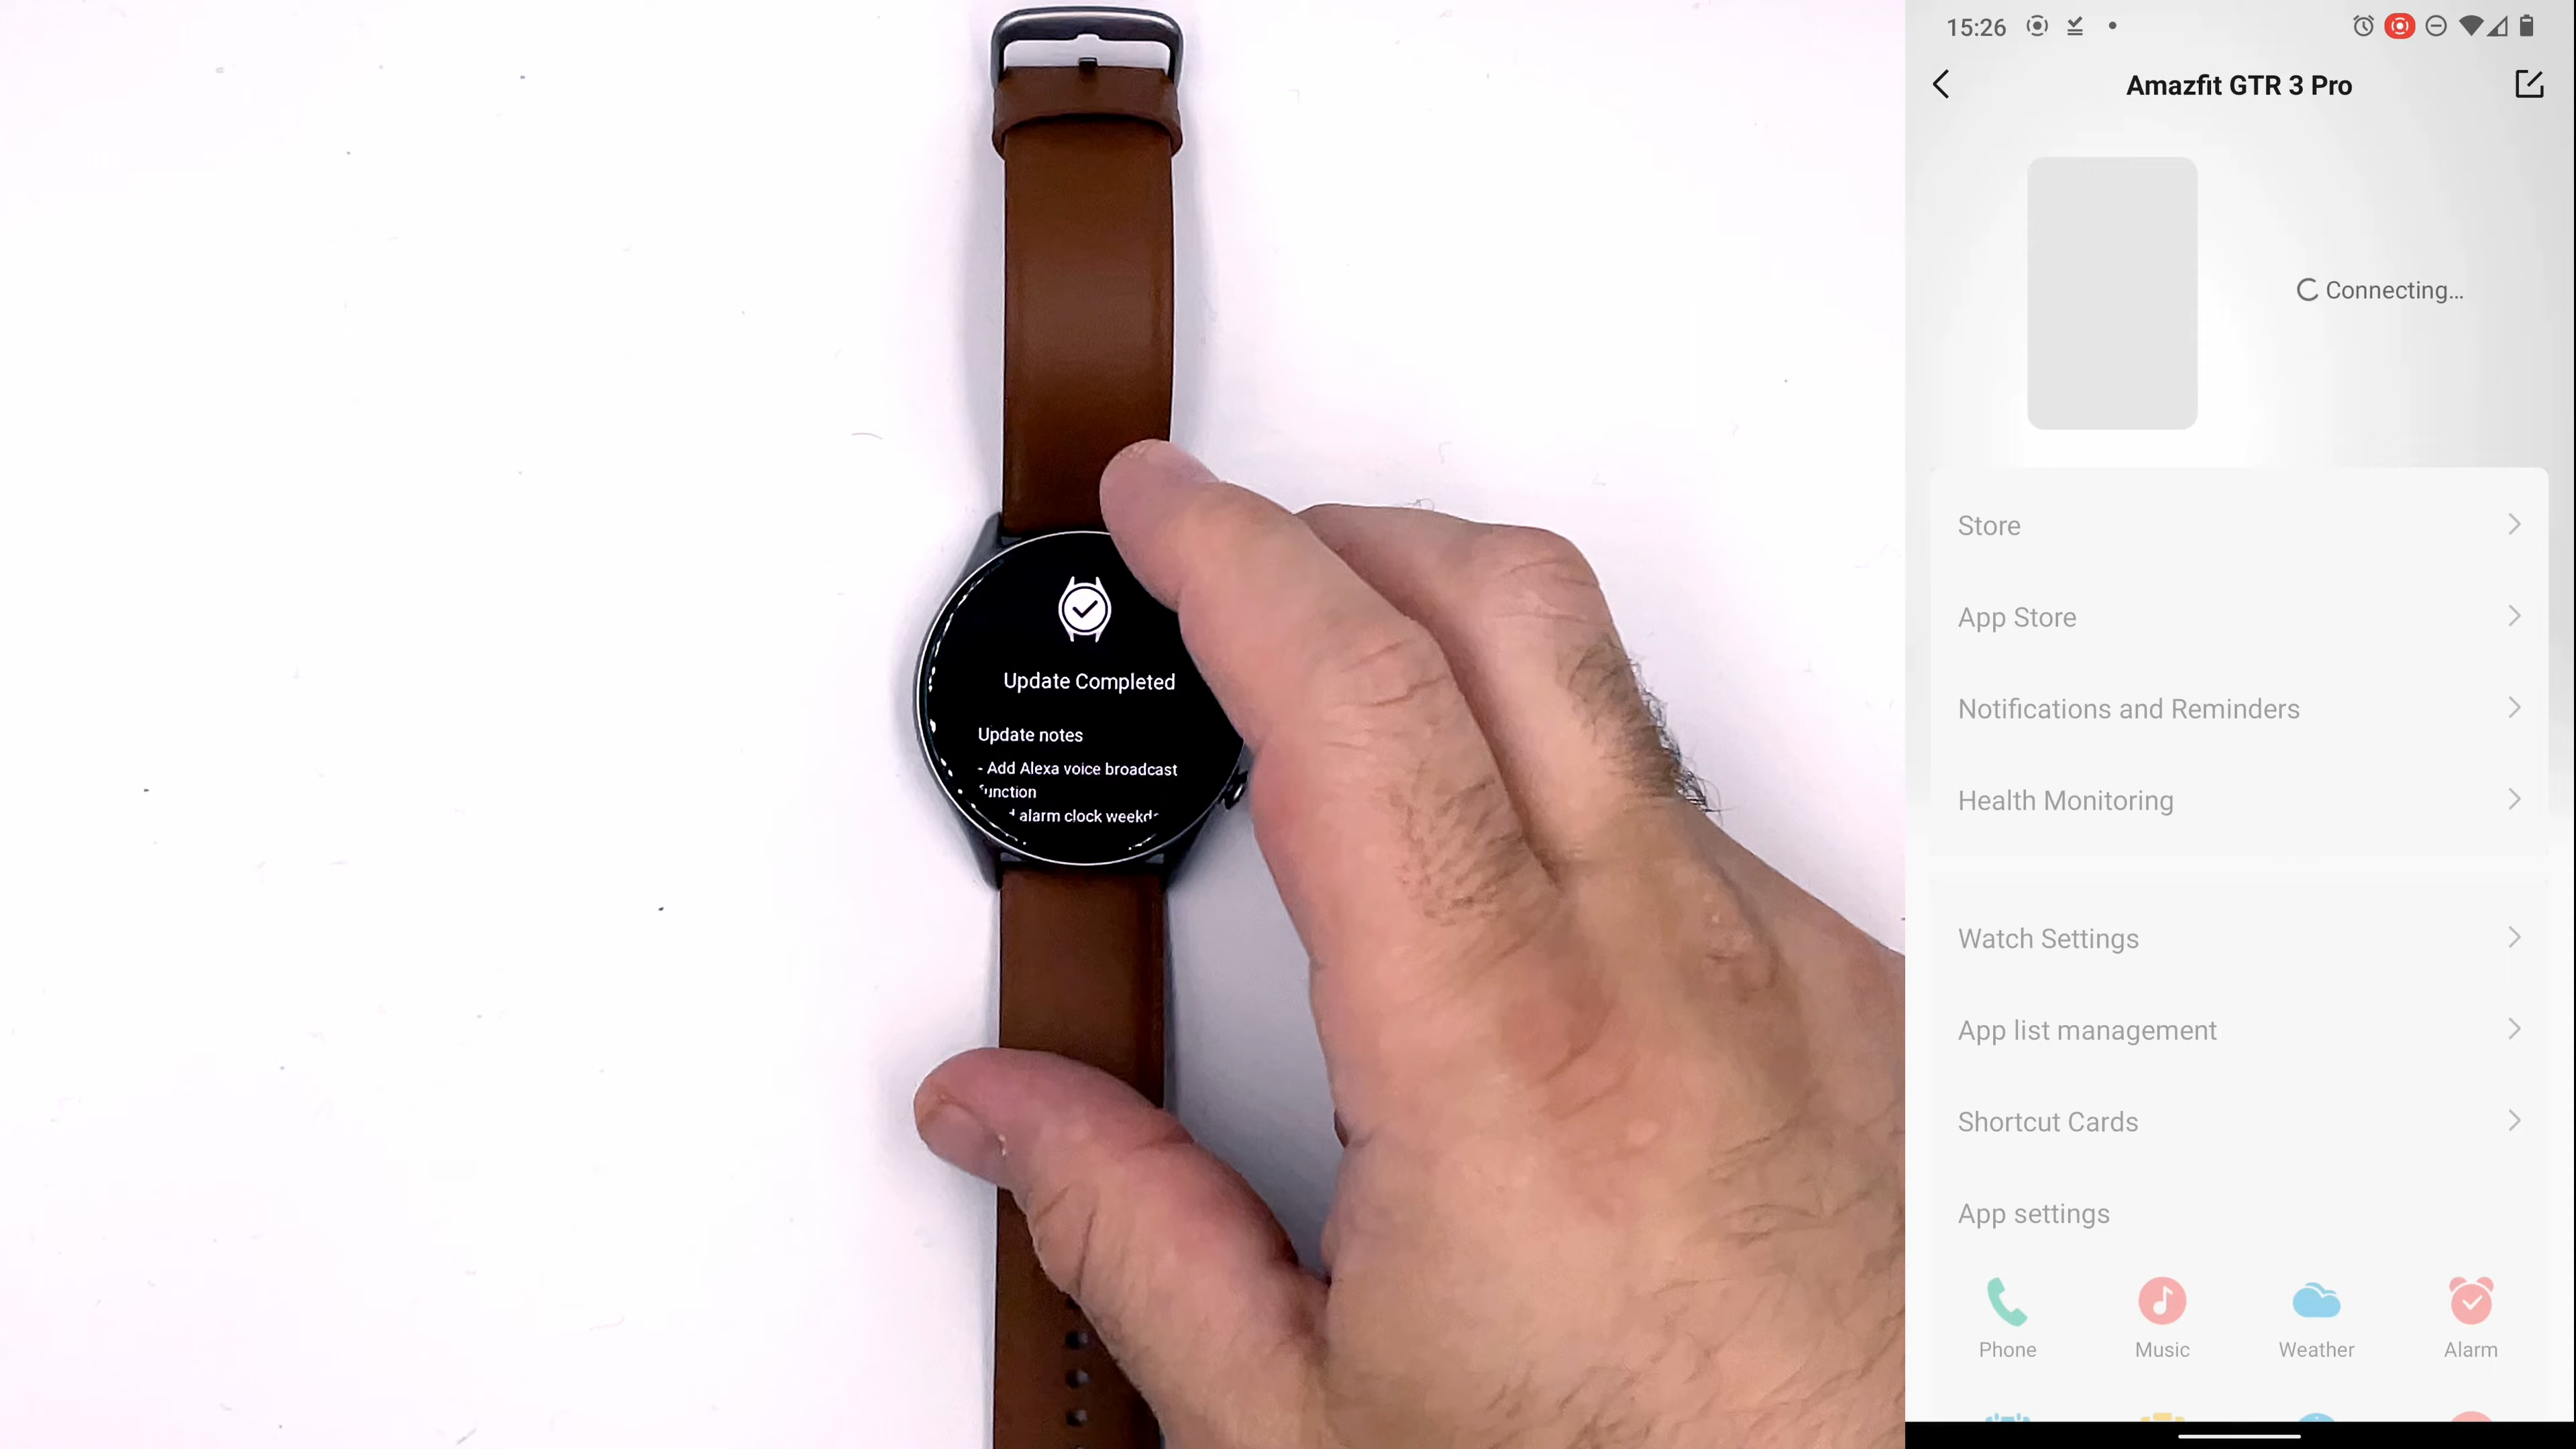 Update Completed
Update notes
- Add Alexa voice broadcast
function
alarm clock
15:26
Amazfit GTR 3 Pro
Connecting...
Store
App Store
Notifications and Reminders
Health Monitoring
Watch Settings
App list management
Shortcut Cards
App settings
Phone Music Weather Alarm